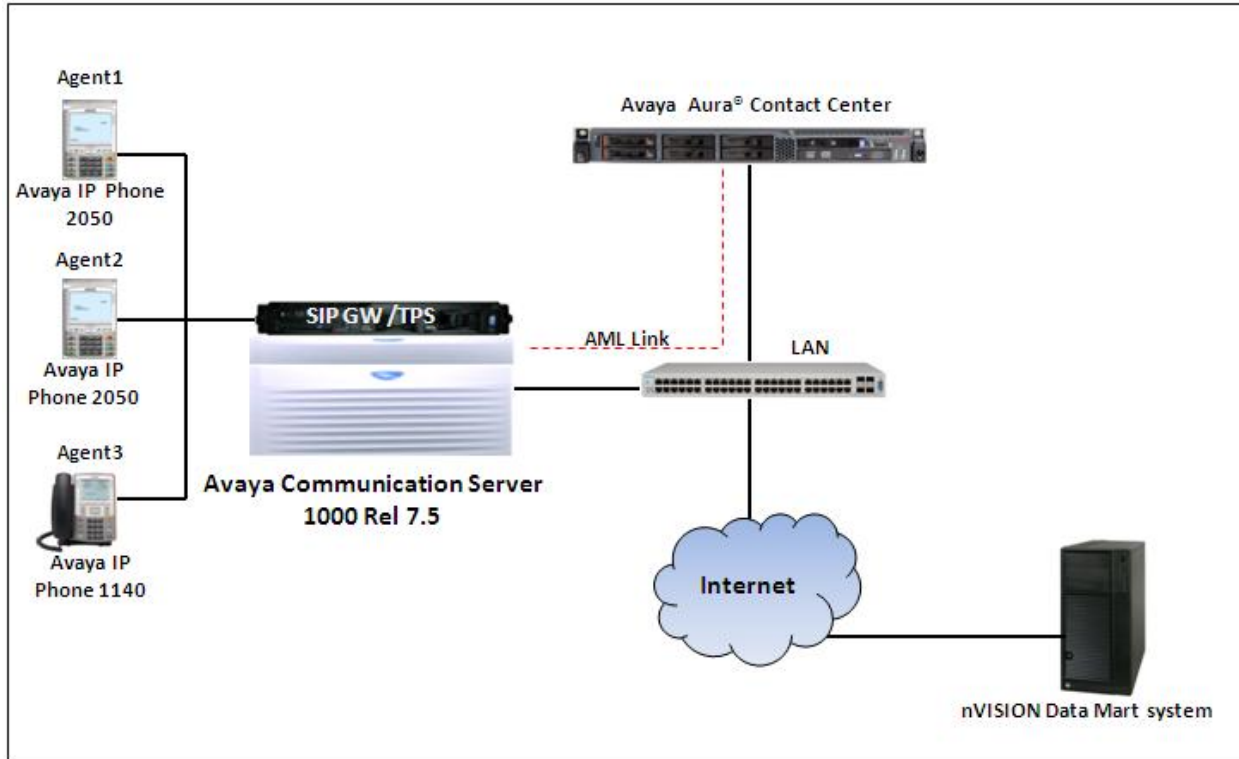 Agent1
Avaya IP Phone
2050
Agent2
Avaya IP
Phone 2050
Agent3
Avaya IP
Phone 1140
SIP GW /TPS
Avaya Communication Server
1000 Rel 7.5
Avaya Aura® Contact Center
AML Link
LAN
Internet
nVISION Data Mart system